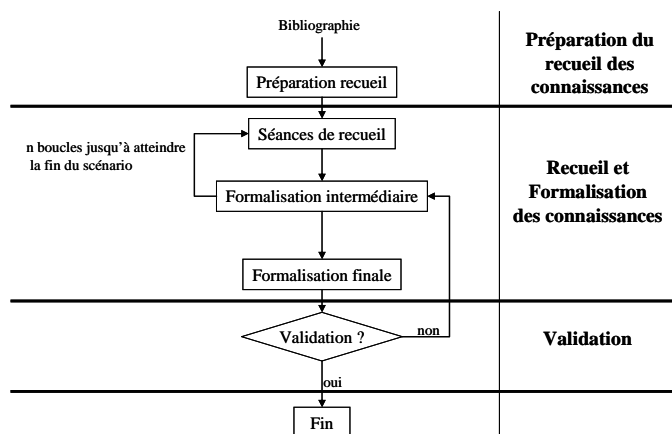 Bibliographie
Préparation du
recueil des
connaissances
Préparation recueil
Séances de recueil
n boucles jusqu'à atteindre
la fin du scénario
Recueil et
Formalisation
des connaissances
Formalisation intermédiaire
Formalisation finale
Validation ?
non
Validation
oui
Fin